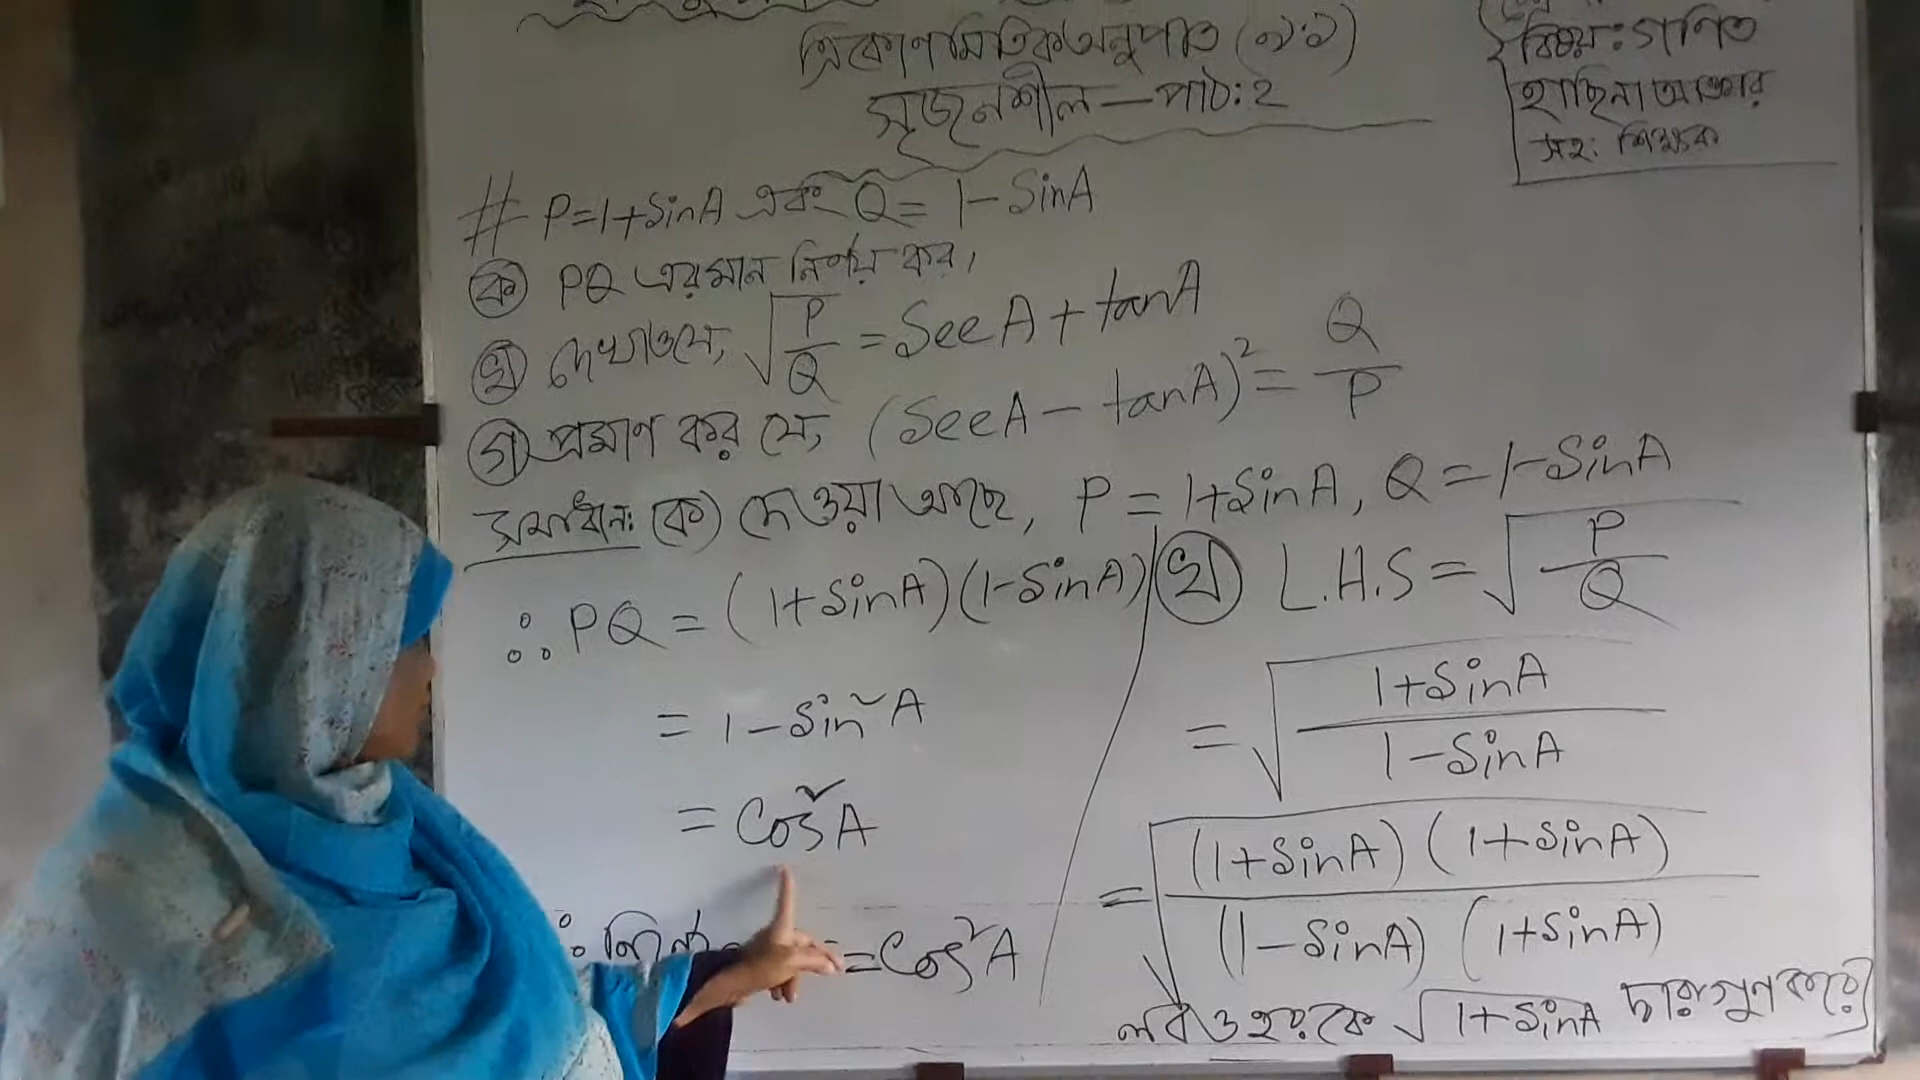 ত্রিকোণমিতিক অনুপাত (৯.১)
সৃজনশীল — পাঠ: ২
বিষয়: গণিত
হাছিনা আক্তার
সহ: শিক্ষক
# P=1+SinA এবং Q= 1-SinA
(ক) PQ এর মান নির্ণয় কর।
(খ) দেখাও যে, √(P/Q) = SecA + tanA
(গ) প্রমাণ কর যে, (SecA - tanA)² = Q/P
সমাধান: (ক) দেওয়া আছে, P = 1+SinA, Q = 1-SinA
∴ PQ = (1+SinA)(1-SinA)
= 1-Sin²A
= Cos²A
= Cos²A
(খ) L.H.S = √(P/Q)
= √((1+SinA)/(1-SinA))
= √((1+SinA)(1+SinA)/(1-SinA)(1+SinA))
লব ও হরকে √(1+SinA) দ্বারা গুণ করে]